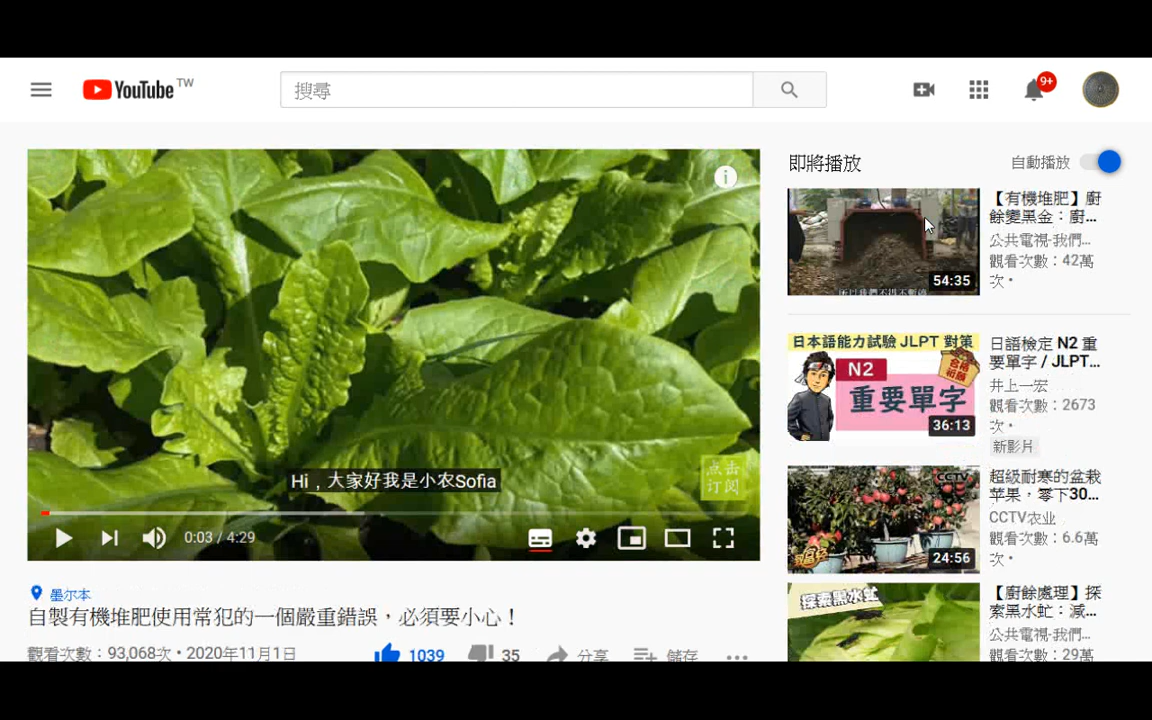 YouTube TW
搜尋
9+
i
点击
订阅
Hi，大家好我是小农Sofia
0:03 / 4:29
墨尔本
自製有機堆肥使用常犯的一個嚴重錯誤，必須要小心！
觀看次數：93,068次・2020年11月1日
1039
35
分享
儲存
即將播放
自動播放
54:35
【有機堆肥】廚
餘變黑金：廚...
公共電視-我們...
觀看次數：42萬
次・
日本語能力試驗 JLPT 對策
合格
祈願
N2
重要單字
36:13
日語檢定 N2 重
要單字 / JLPT...
井上一宏
觀看次數：2673
次・
新影片
CCTV
24:56
超級耐寒的盆栽
苹果，零下30...
CCTV农业
觀看次數：6.6萬
次・
探索黑水虻
【廚餘處理】探
索黑水虻：減...
公共電視-我們...
觀看次數：29萬